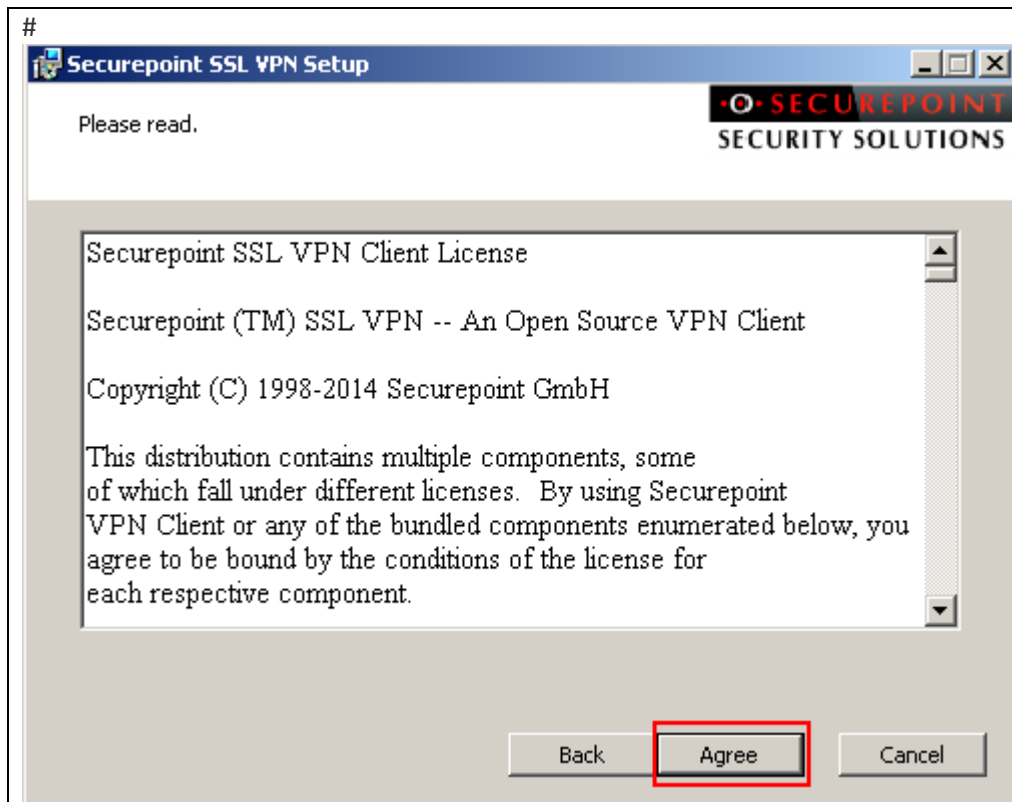 #
Securepoint SSL VPN Setup
Please read.
SECUREPOINT
SECURITY SOLUTIONS
Securepoint SSL VPN Client License
Securepoint (TM) SSL VPN -- An Open Source VPN Client
Copyright (C) 1998-2014 Securepoint GmbH
This distribution contains multiple components, some
of which fall under different licenses.  By using Securepoint
VPN Client or any of the bundled components enumerated below, you
agree to be bound by the conditions of the license for
each respective component.
Back
Agree
Cancel